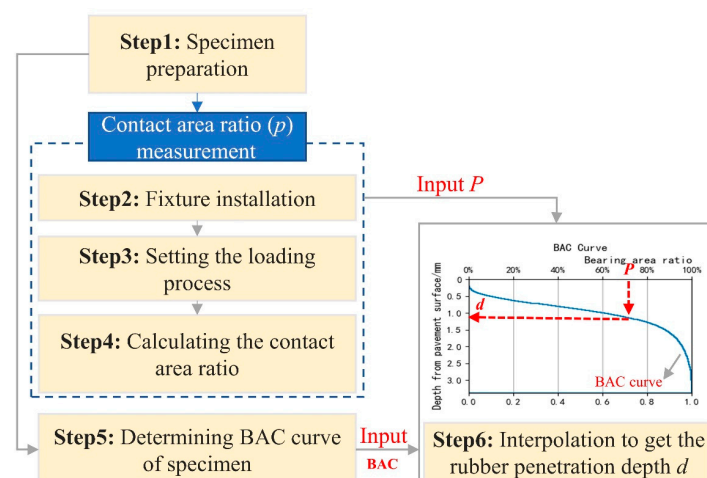 Step1: Specimen
preparation
Contact area ratio (p)
measurement
Step2: Fixture installation
Step3: Setting the loading
process
Step4: Calculating the contact
area ratio
Step5: Determining BAC curve
of specimen
Input P
Input
BAC
BAC Curve
Bearing area ratio
0% 20% 40% 60% 80% 100%
P
d
Depth from pavement surface/mm
0
0.5
1.0
1.5
2.0
2.5
3.0
BAC curve
0.0 0.2 0.4 0.6 0.8 1.0
Step6: Interpolation to get the
rubber penetration depth d